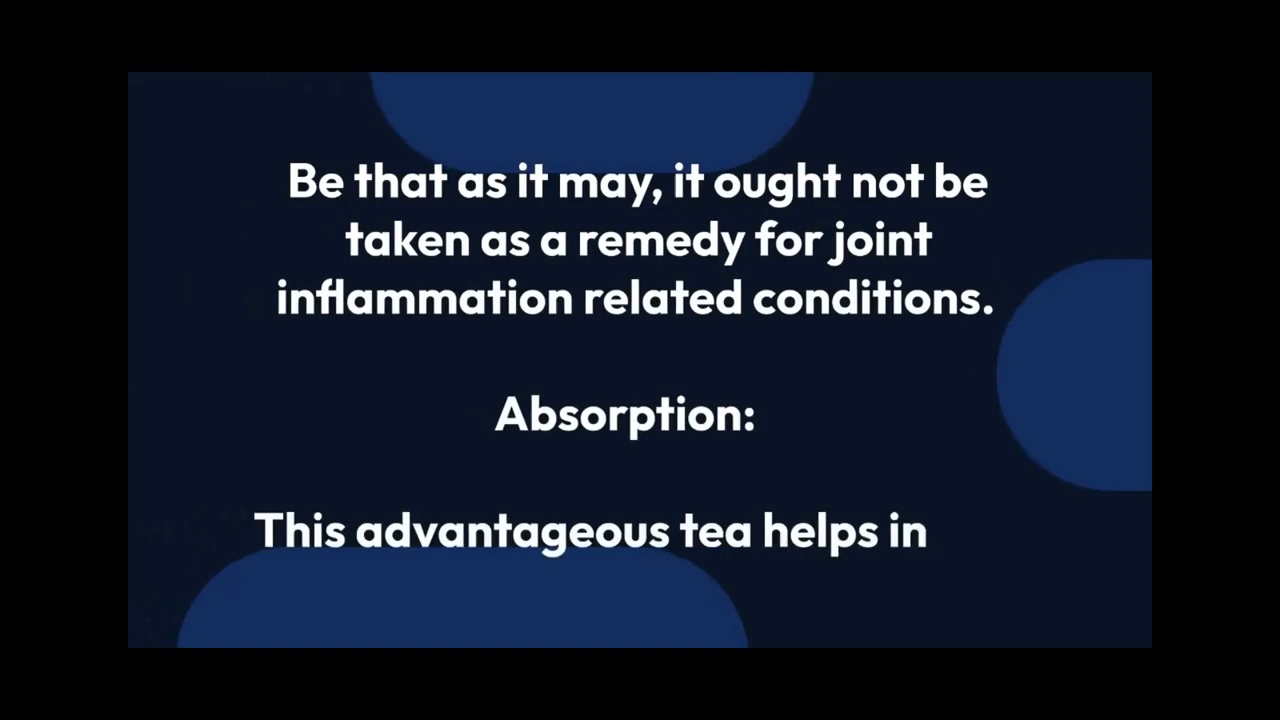 Be that as it may, it ought not be
taken as a remedy for joint
inflammation related conditions.
Absorption:
This advantageous tea helps in